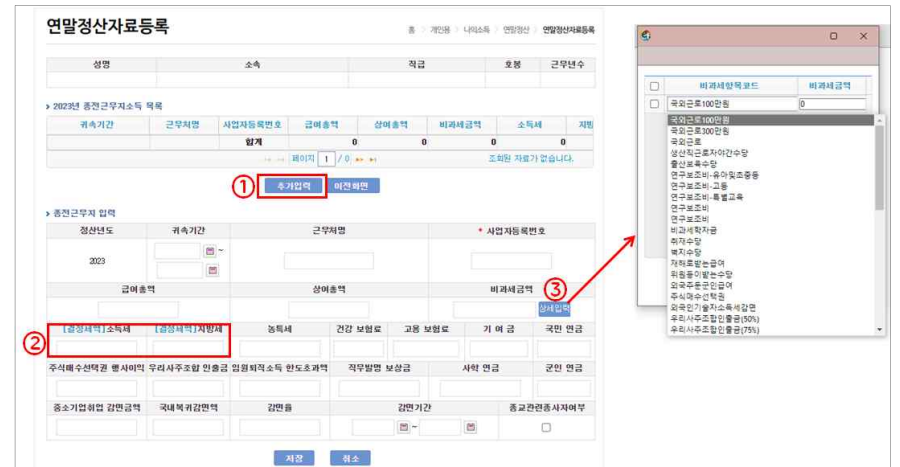 연말정산자료등록
홈 > 개인용 > 나의소득 > 연말정산 > 연말정산자료등록
성명 소속 직급 호봉 근무년수
› 2023년 종전근무지소득 목록
귀속기간 근무처명 사업자등록번호 급여총액 상여총액 비과세금액 소득세 지방
합계 0 0 0 0
페이지 1 / 0 조회된 자료가 없습니다.
① 추가입력 이전화면
› 종전근무지 입력
정산년도 귀속기간 근무처명 * 사업자등록번호
2023 ~
급여총액 상여총액 비과세금액 ③
상세입력
② [결정세액]소득세 [결정세액]지방세 농특세 건강 보험료 고용 보험료 기 여 금 국민 연금
주식매수선택권 행사이익 우리사주조합 인출금 임원퇴직소득 한도초과액 직무발명 보상금 사학 연금 군인 연금
중소기업취업 감면금액 국내복귀감면액 감면율 감면기간 종교관련종사자여부
~
저장 취소
비과세항목코드 비과세금액
국외근로100만원 0
국외근로100만원
국외근로300만원
국외근로
생산직근로자야간수당
출산보육수당
연구보조비-유아및초중등
연구보조비-고등
연구보조비-특별교육
연구보조비
연구보조비
비과세학자금
취재수당
벽지수당
재해로받는급여
위원등이받는수당
외국주둔군인급여
주식매수선택권
외국인기술자소득세감면
우리사주조합인출금(50%)
우리사주조합인출금(75%)